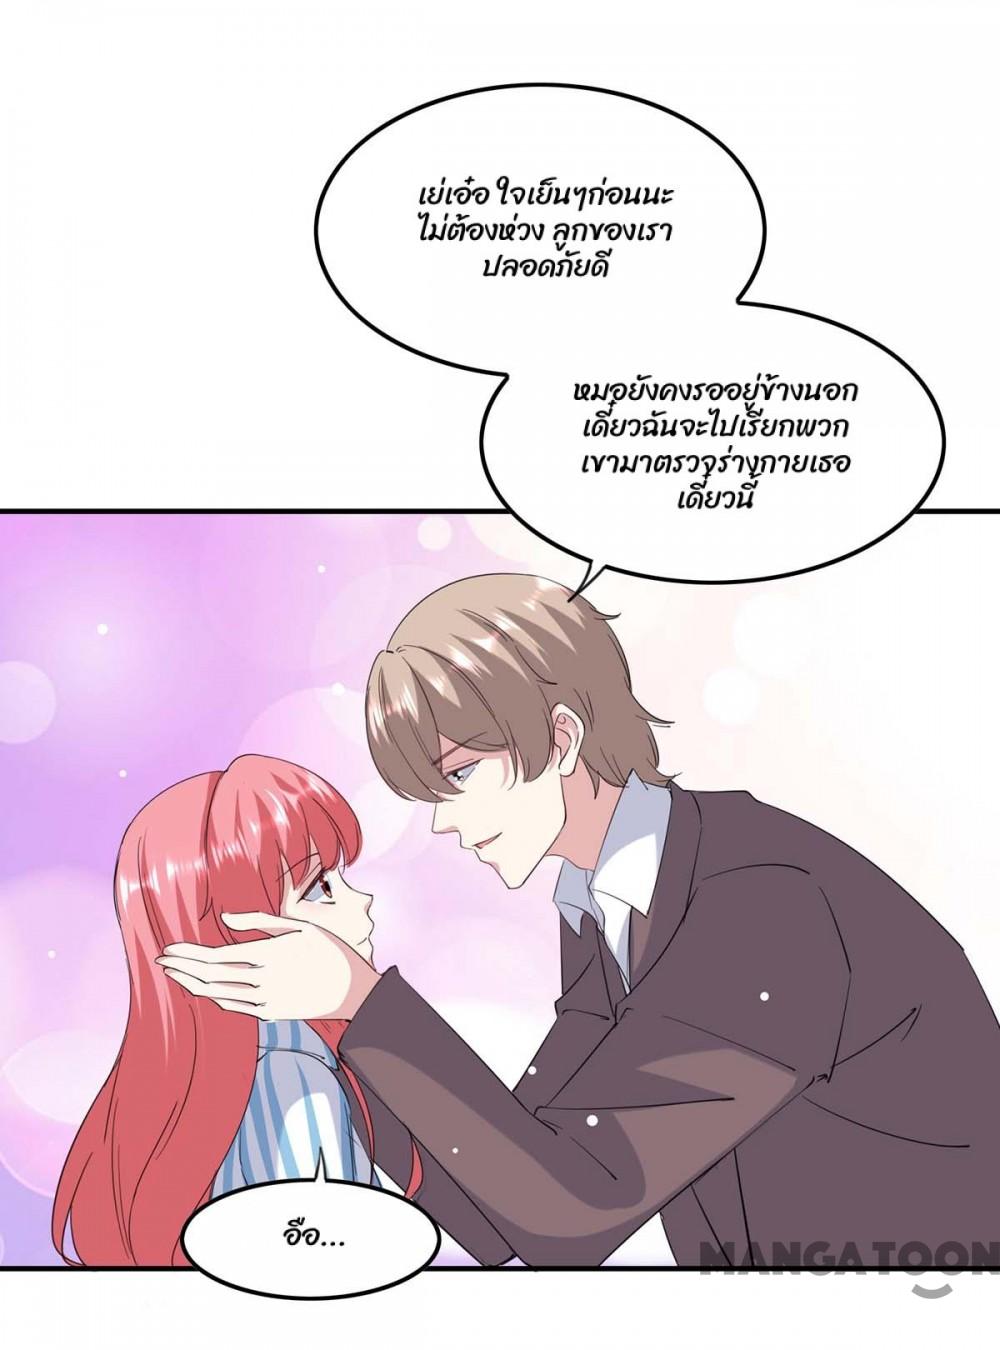 เย่เอ๋อ ใจเย็นๆก่อนนะ
ไม่ต้องห่วง ลูกของเรา
ปลอดภัยดี
หมอยังคงรออยู่ข้างนอก
เดี๋ยวฉันจะไปเรียกพวก
เขามาตรวจร่างกายเธอ
เดี๋ยวนี้
อือ...
MANGATOON